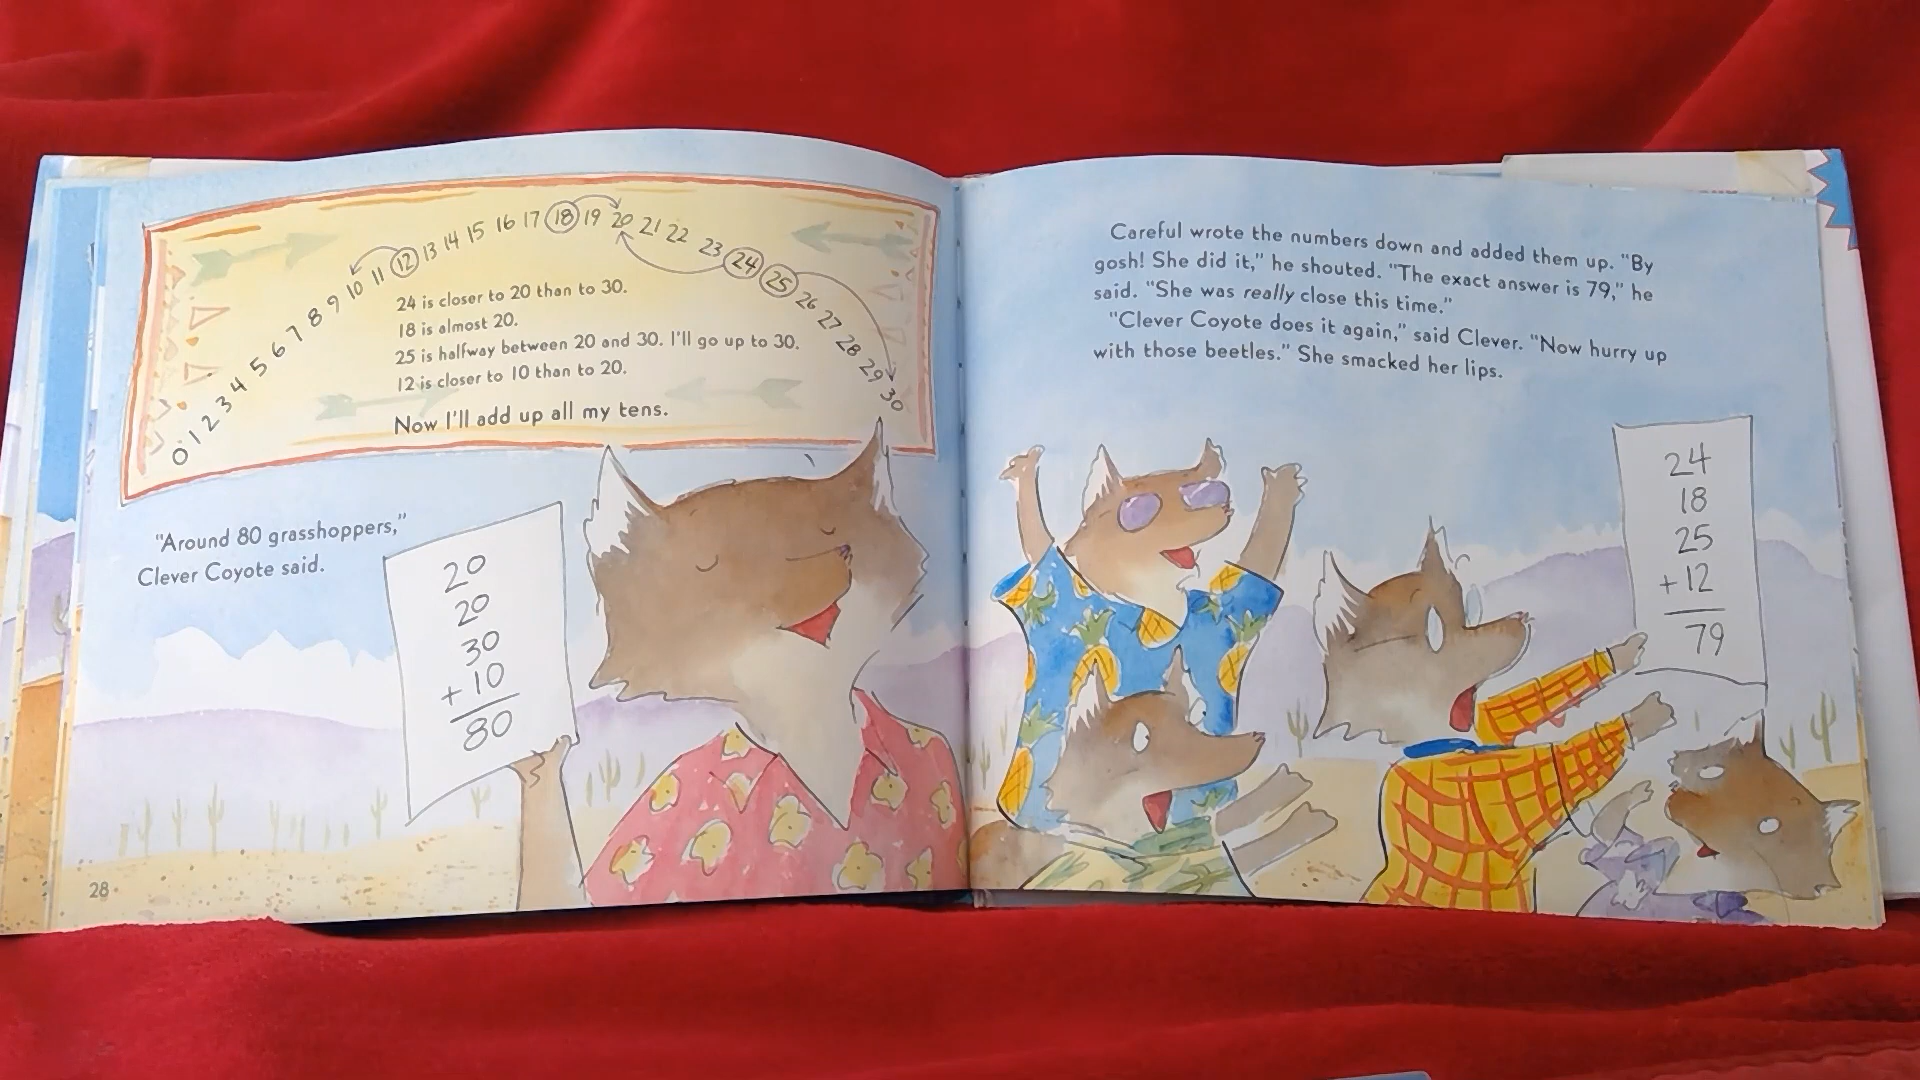 0 1 2 3 4 5 6 7 8 9 10 11 12 13 14 15 16 17 18 19 20 21 22 23 24 25 26 27 28 29 30
24 is closer to 20 than to 30.
18 is almost 20.
25 is halfway between 20 and 30. I'll go up to 30.
12 is closer to 10 than to 20.
Now I'll add up all my tens.
"Around 80 grasshoppers,"
Clever Coyote said.
20
20
30
+ 10
80
28
Careful wrote the numbers down and added them up. "By
gosh! She did it," he shouted. "The exact answer is 79," he
said. "She was really close this time."
"Clever Coyote does it again," said Clever. "Now hurry up
with those beetles." She smacked her lips.
24
18
25
+ 12
79